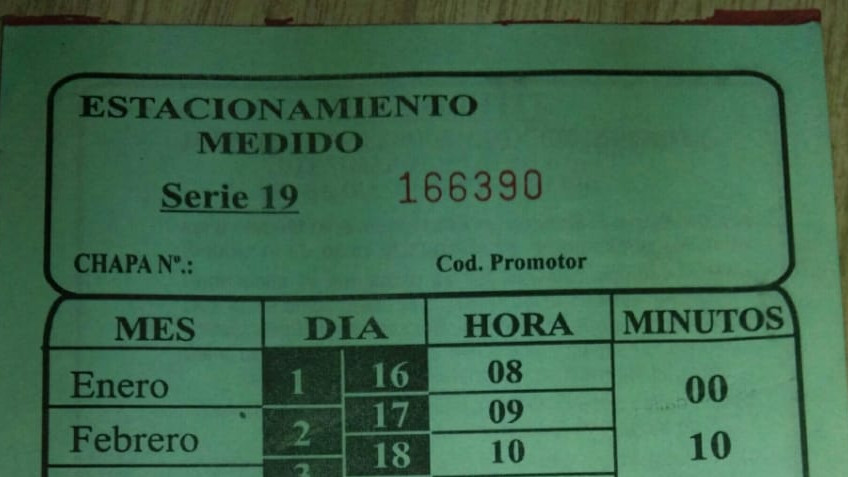 ESTACIONAMIENTO
MEDIDO
Serie 19 166390
CHAPA Nº.: Cod. Promotor
MES DIA HORA MINUTOS
Enero 1 16 08 00
17 09
Febrero 2 18 10 10
3